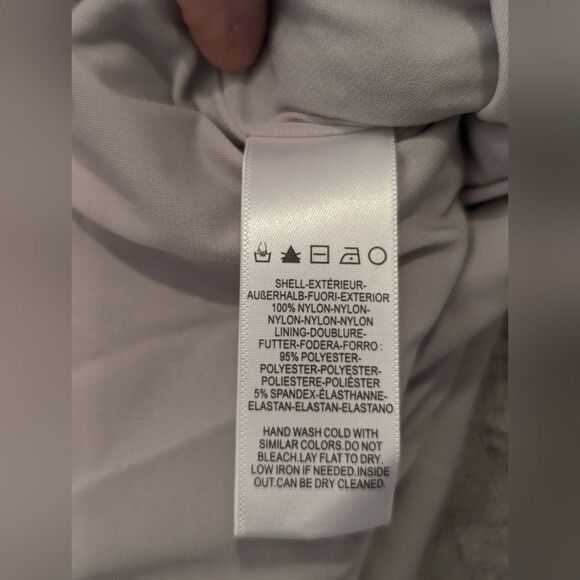 SHELL-EXTÉRIEUR-
AUßERHALB-FUORI-EXTERIOR
100% NYLON-NYLON-
NYLON-NYLON-NYLON
LINING-DOUBLURE-
FUTTER-FODERA-FORRO :
95% POLYESTER-
POLYESTER-POLYESTER-
POLIESTERE-POLIÉSTER
5% SPANDEX-ÉLASTHANNE-
ELASTAN-ELASTAN-ELASTANO
HAND WASH COLD WITH
SIMILAR COLORS.DO NOT
BLEACH.LAY FLAT TO DRY.
LOW IRON IF NEEDED.INSIDE
OUT.CAN BE DRY CLEANED.